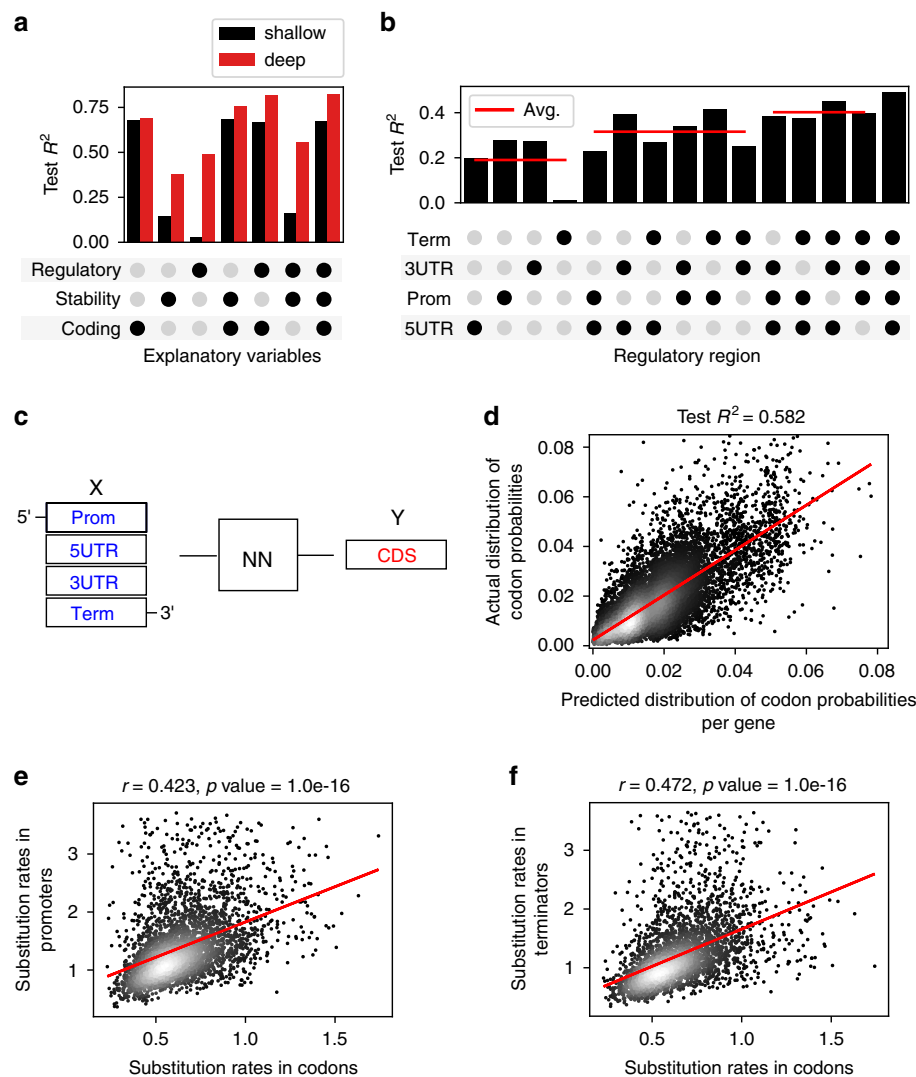 a
shallow
deep
Test R²
0.75
0.50
0.25
0.00
Regulatory
Stability
Coding
Explanatory variables
b
Avg.
Test R²
0.4
0.2
0.0
Term
3UTR
Prom
5UTR
Regulatory region
c
X
5'
Prom
5UTR
3UTR
Term
3'
NN
Y
CDS
d
Test R² = 0.582
Actual distribution of
codon probabilities
0.08
0.06
0.04
0.02
0.00
0.00 0.02 0.04 0.06 0.08
Predicted distribution of codon probabilities
per gene
e
r = 0.423, p value = 1.0e-16
Substitution rates in
promoters
3
2
1
0.5 1.0 1.5
Substitution rates in codons
f
r = 0.472, p value = 1.0e-16
Substitution rates in
terminators
3
2
1
0.5 1.0 1.5
Substitution rates in codons